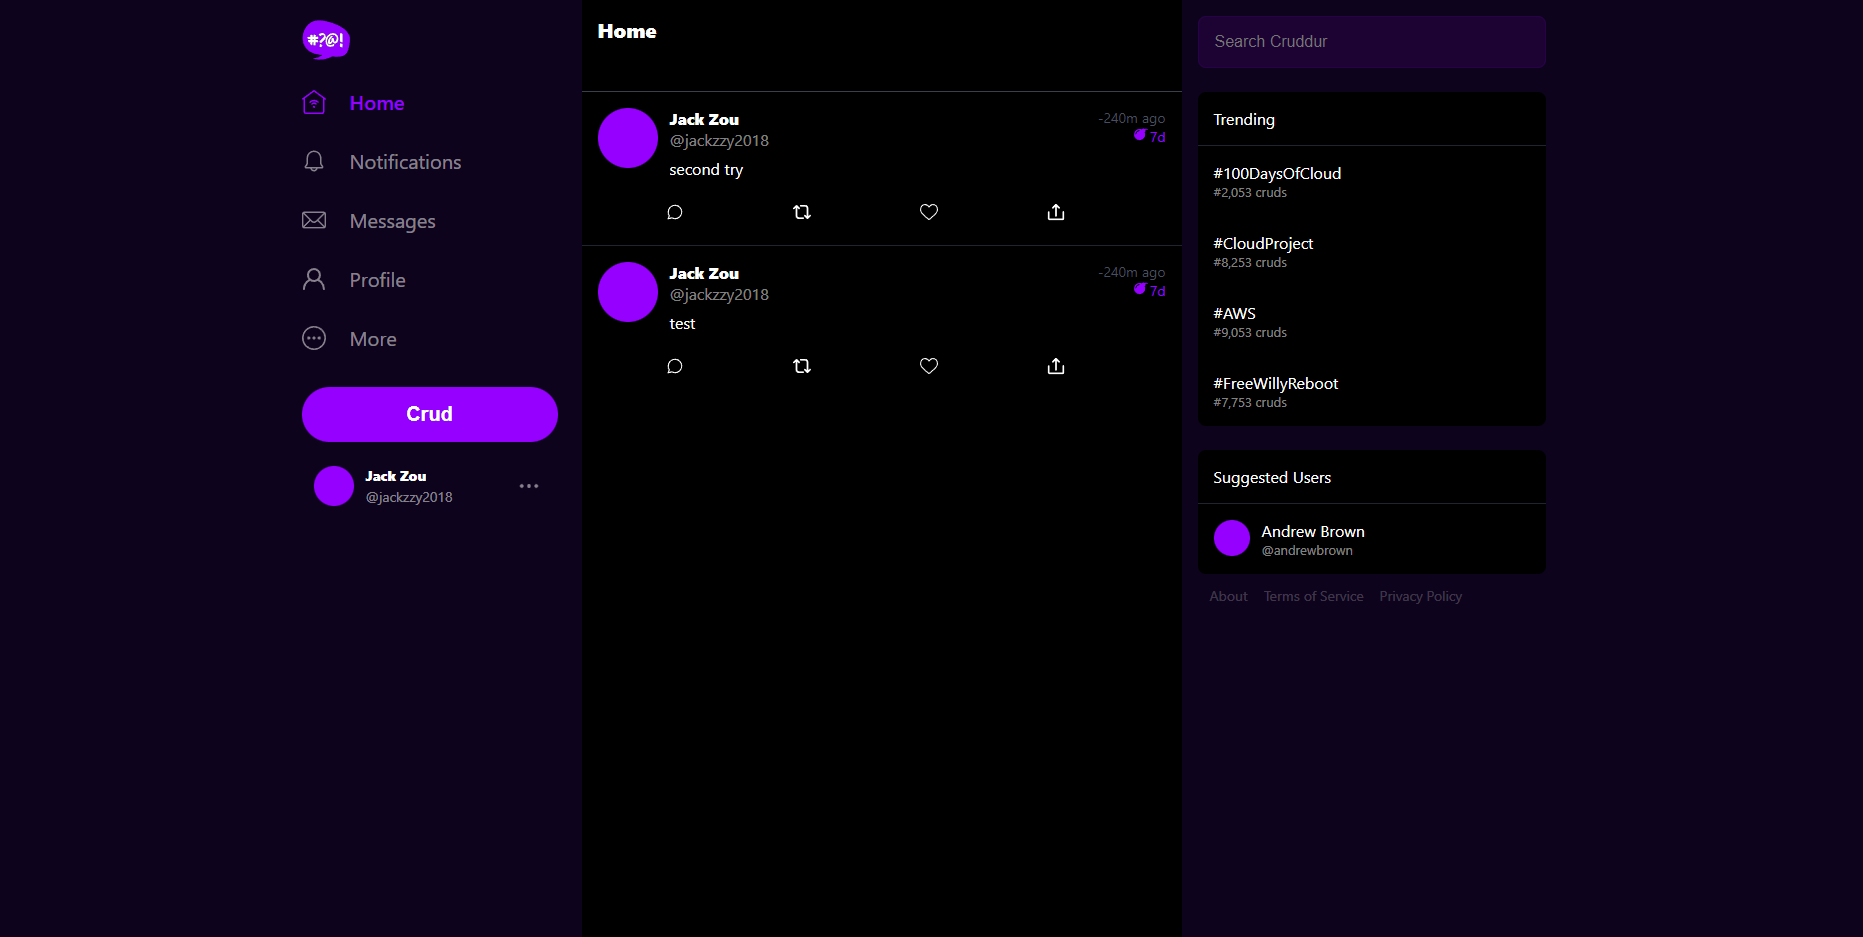 #?@!
Home
Notifications
Messages
Profile
More
Crud
Jack Zou
@jackzzy2018
Home
Jack Zou
-240m ago
@jackzzy2018
7d
second try
Jack Zou
-240m ago
@jackzzy2018
7d
test
Search Cruddur
Trending
#100DaysOfCloud
#2,053 cruds
#CloudProject
#8,253 cruds
#AWS
#9,053 cruds
#FreeWillyReboot
#7,753 cruds
Suggested Users
Andrew Brown
@andrewbrown
About Terms of Service Privacy Policy